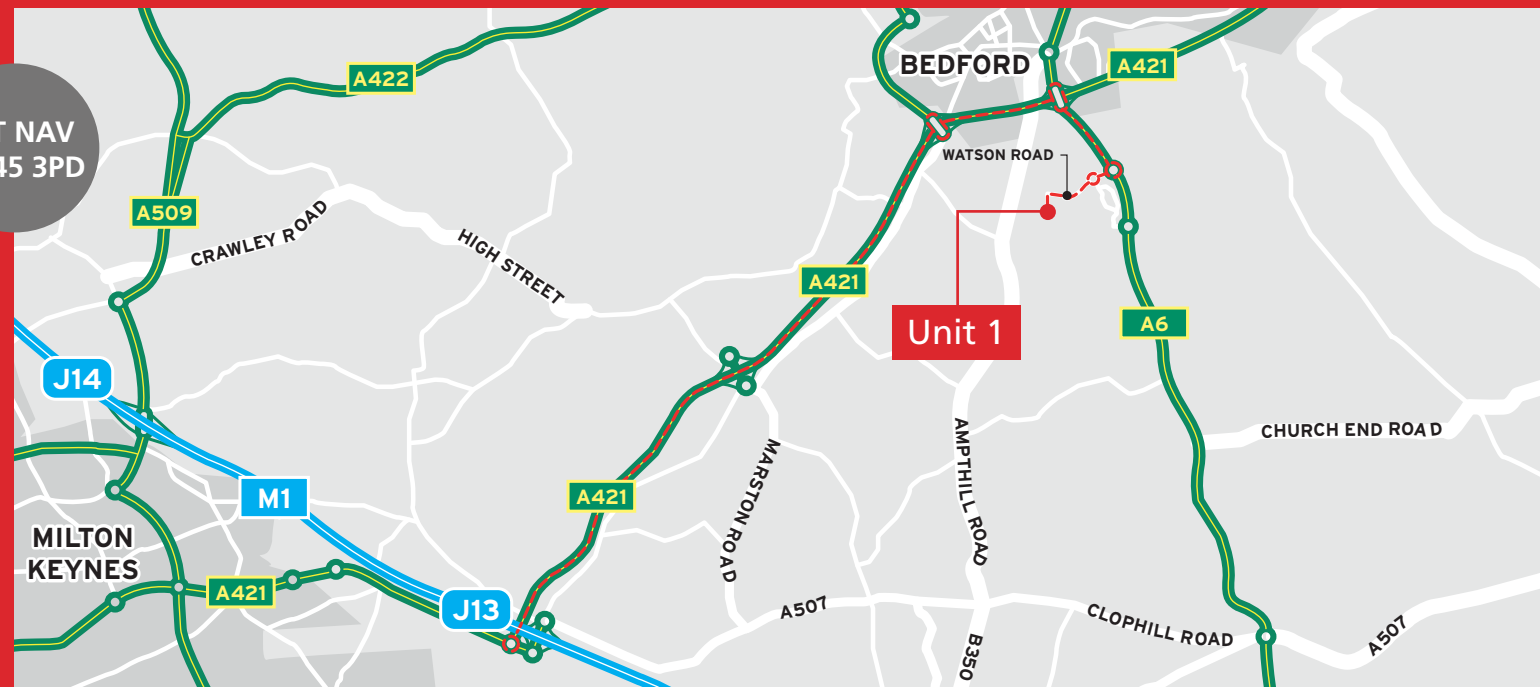 A422
BEDFORD
A421
T NAV
45 3PD
WATSON ROAD
A509
CRAWLEY ROAD
HIGH STREET
A421
Unit 1
A6
J14
AMPTHILL ROAD
CHURCH END ROAD
MARSTON ROAD
M1
A421
MILTON
KEYNES
A421
J13
A507
CLOPHILL ROAD
A507
B350